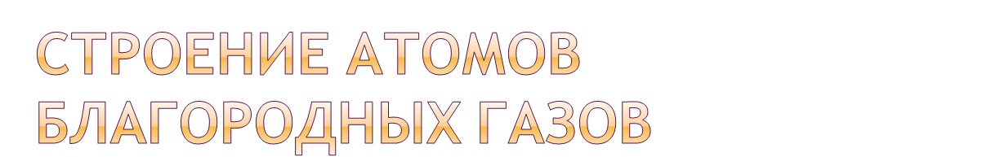 СТРОЕНИЕ АТОМОВ
БЛАГОРОДНЫХ ГАЗОВ